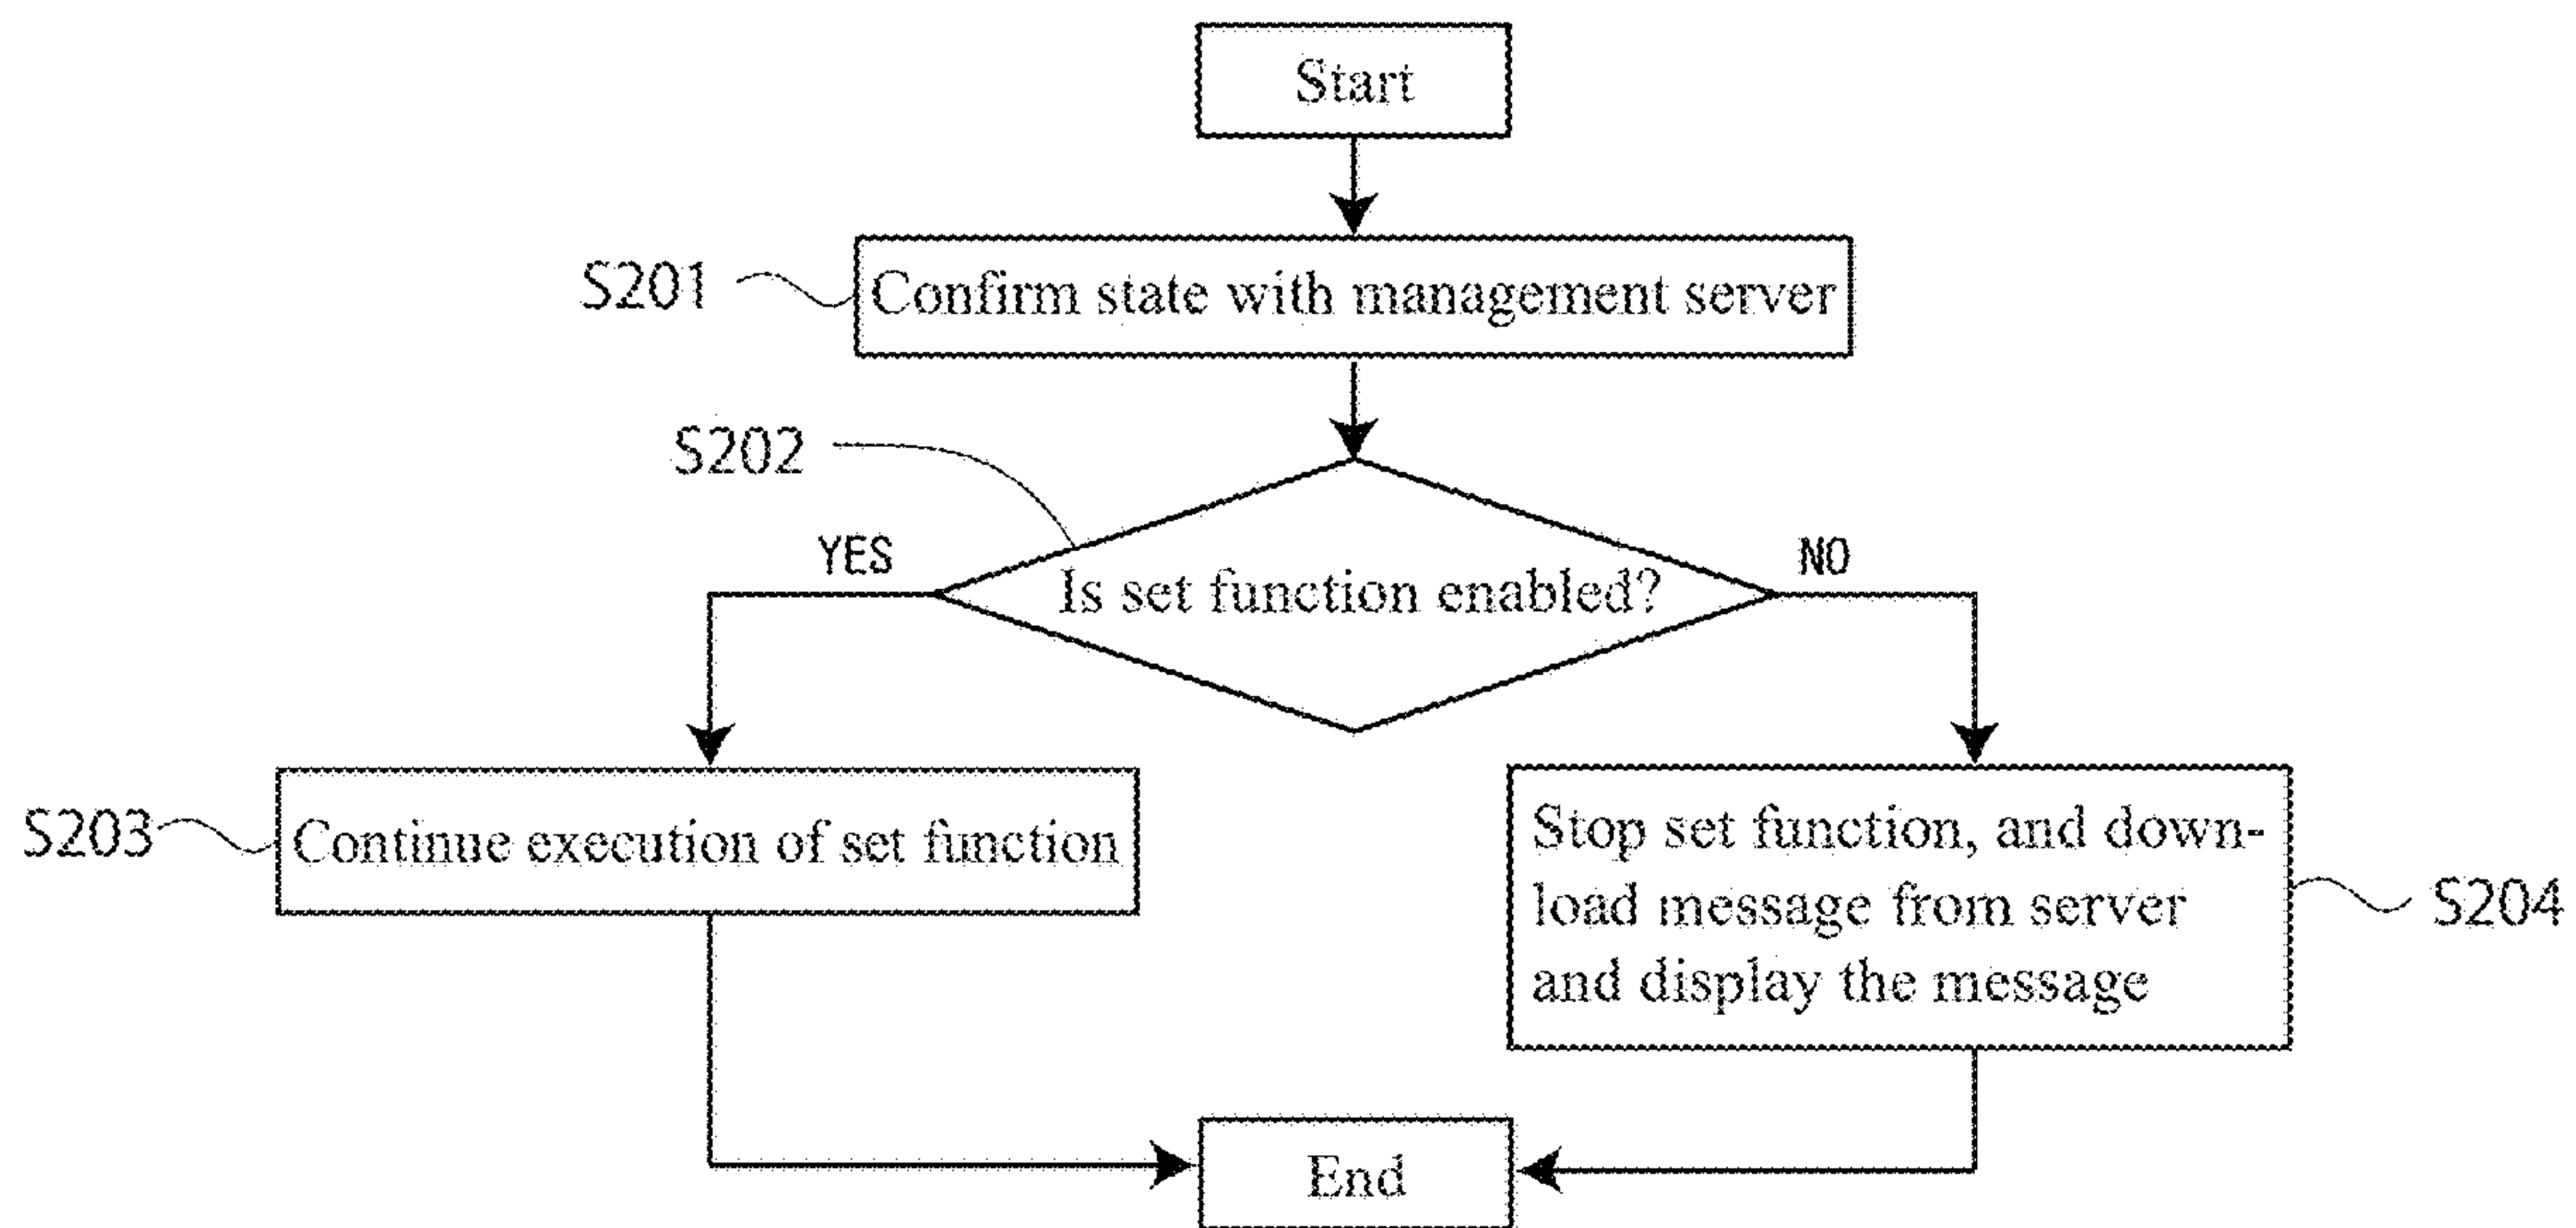 Start
S201
Confirm state with management server
S202
YES
NO
Is set function enabled?
S203
Continue execution of set function
Stop set function, and down-
load message from server
and display the message
S204
End